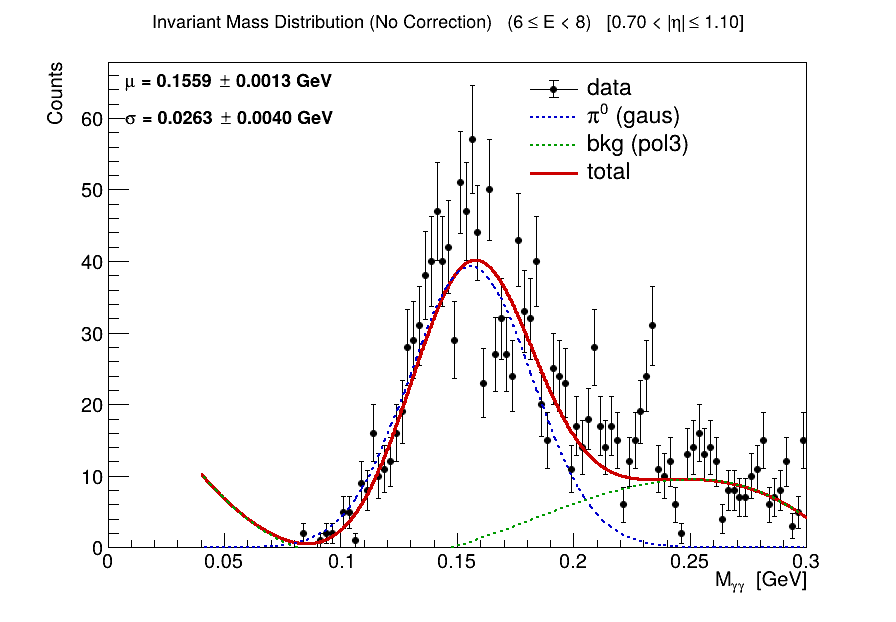 Invariant Mass Distribution (No Correction) (6 ≤ E < 8) [0.70 < |η| ≤ 1.10]
μ = 0.1559 ± 0.0013 GeV
σ = 0.0263 ± 0.0040 GeV
data
π⁰ (gaus)
bkg (pol3)
total
Counts
60
50
40
30
20
10
0
0 0.05 0.1 0.15 0.2 0.25 0.3
Mγγ [GeV]